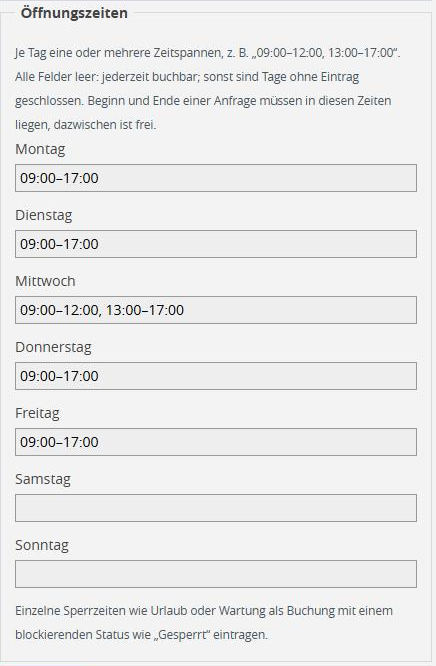 Öffnungszeiten
Je Tag eine oder mehrere Zeitspannen, z. B. „09:00–12:00, 13:00–17:00“.
Alle Felder leer: jederzeit buchbar; sonst sind Tage ohne Eintrag
geschlossen. Beginn und Ende einer Anfrage müssen in diesen Zeiten
liegen, dazwischen ist frei.
Montag
09:00–17:00
Dienstag
09:00–17:00
Mittwoch
09:00–12:00, 13:00–17:00
Donnerstag
09:00–17:00
Freitag
09:00–17:00
Samstag
Sonntag
Einzelne Sperrzeiten wie Urlaub oder Wartung als Buchung mit einem
blockierenden Status wie „Gesperrt“ eintragen.